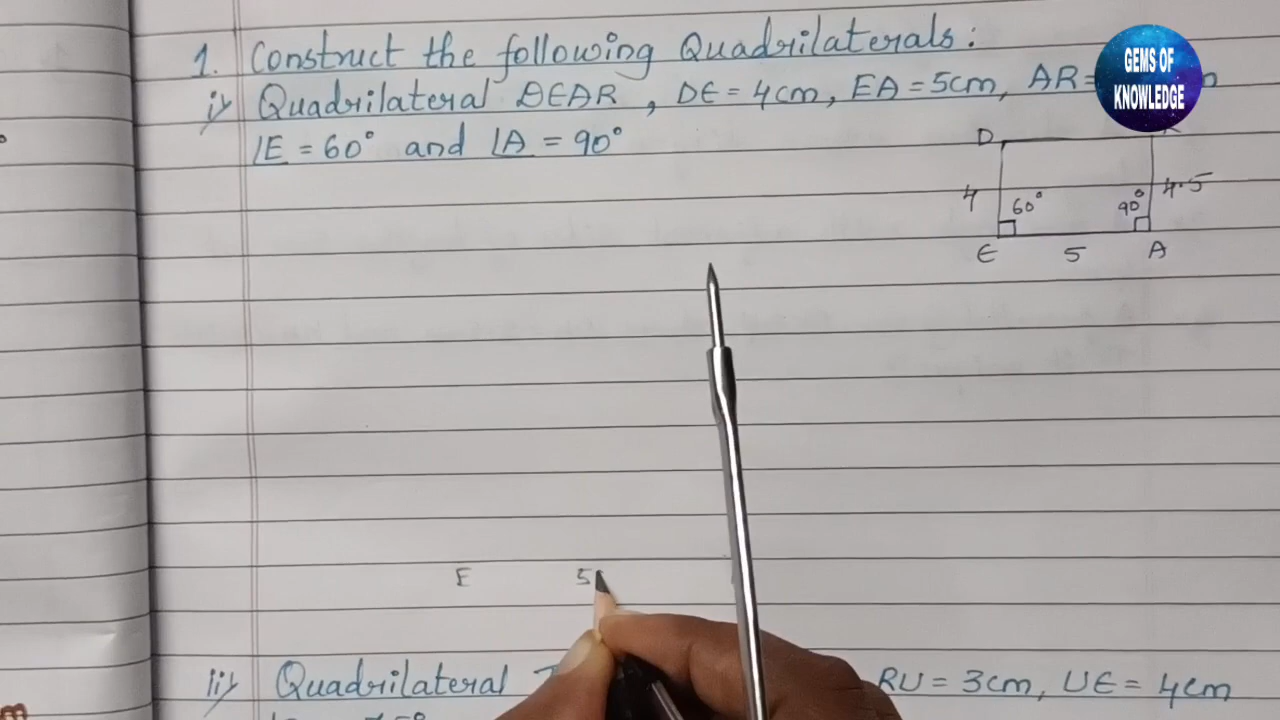 1. Construct the following Quadrilaterals:
i) Quadrilateral DEAR, DE = 4cm, EA = 5cm, AR =
∠E = 60° and ∠A = 90°
GEMS OF
KNOWLEDGE
D
4 60° 90° 4.5
E 5 A
E 5
ii) Quadrilateral RU = 3cm, UE = 4cm